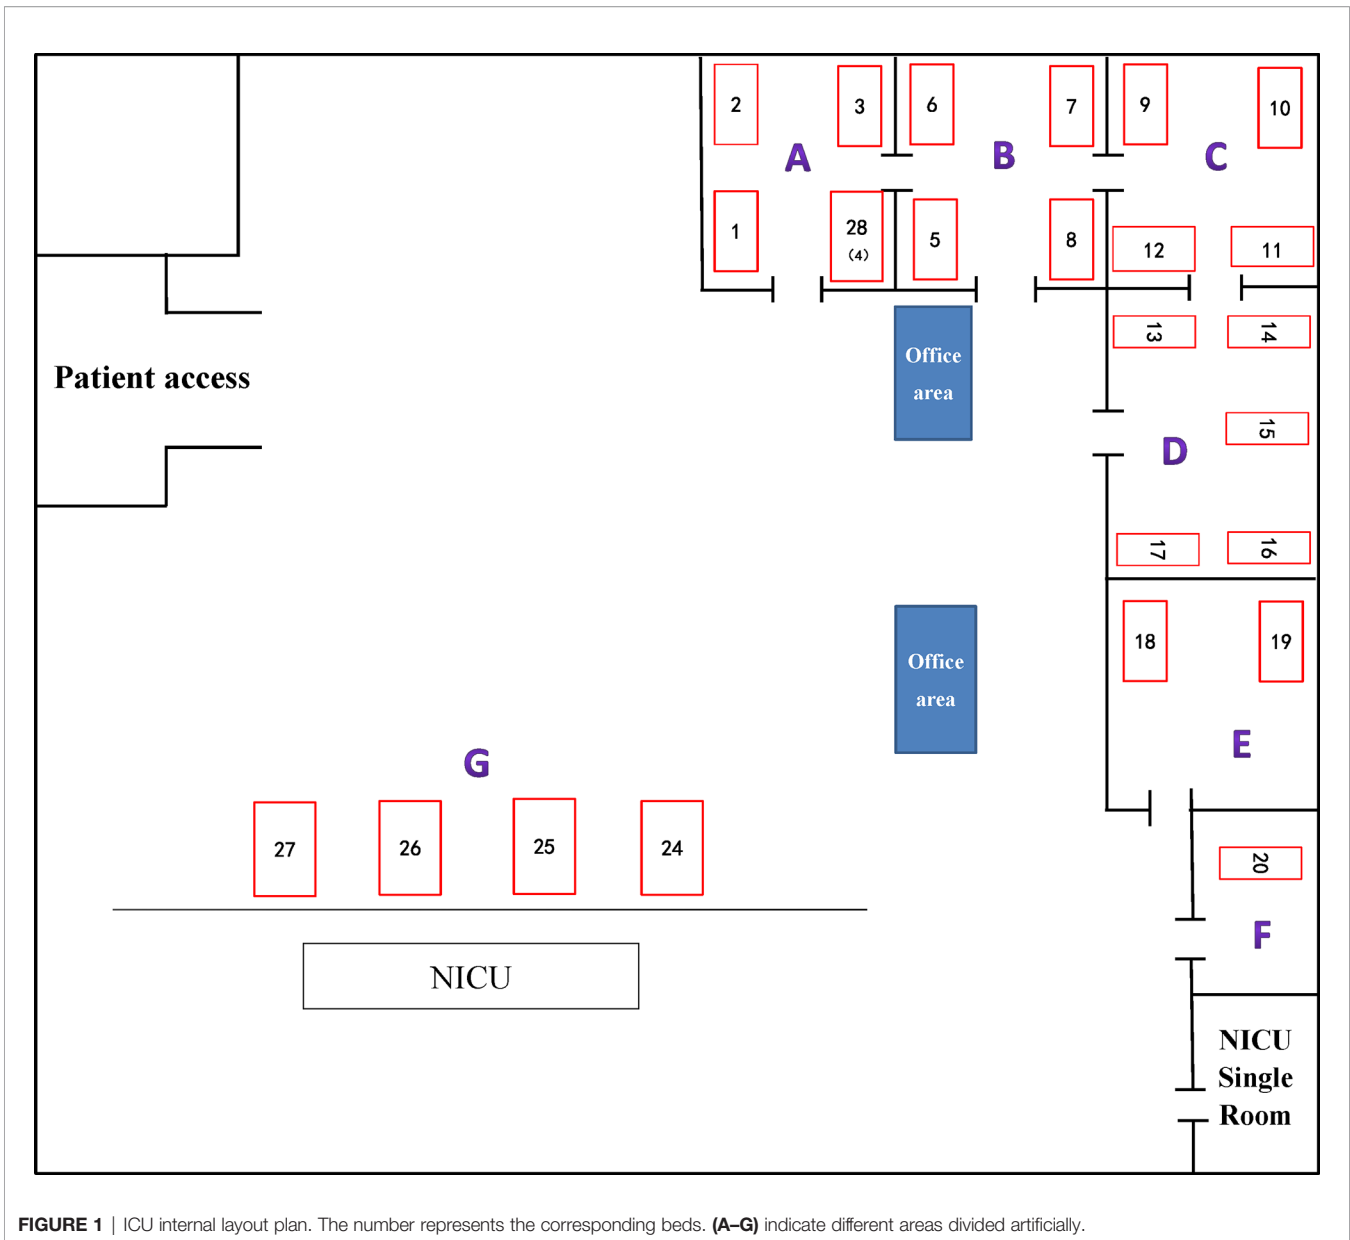 2
3
6
7
9
10
A
B
C
1
28
(4)
5
8
12
11
13
14
Office
area
Patient access
15
D
17
16
18
19
Office
area
E
G
27
26
25
24
20
F
NICU
NICU
Single
Room
FIGURE 1 | ICU internal layout plan. The number represents the corresponding beds. (A–G) indicate different areas divided artificially.